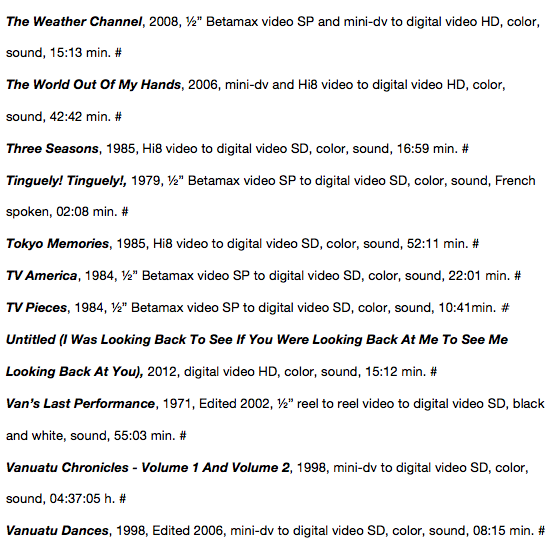 The Weather Channel, 2008, ½” Betamax video SP and mini-dv to digital video HD, color,
sound, 15:13 min. #
The World Out Of My Hands, 2006, mini-dv and Hi8 video to digital video HD, color,
sound, 42:42 min. #
Three Seasons, 1985, Hi8 video to digital video SD, color, sound, 16:59 min. #
Tinguely! Tinguely!, 1979, ½” Betamax video SP to digital video SD, color, sound, French
spoken, 02:08 min. #
Tokyo Memories, 1985, Hi8 video to digital video SD, color, sound, 52:11 min. #
TV America, 1984, ½” Betamax video SP to digital video SD, color, sound, 22:01 min. #
TV Pieces, 1984, ½” Betamax video SP to digital video SD, color, sound, 10:41min. #
Untitled (I Was Looking Back To See If You Were Looking Back At Me To See Me
Looking Back At You), 2012, digital video HD, color, sound, 15:12 min. #
Van’s Last Performance, 1971, Edited 2002, ½” reel to reel video to digital video SD, black
and white, sound, 55:03 min. #
Vanuatu Chronicles - Volume 1 And Volume 2, 1998, mini-dv to digital video SD, color,
sound, 04:37:05 h. #
Vanuatu Dances, 1998, Edited 2006, mini-dv to digital video SD, color, sound, 08:15 min. #